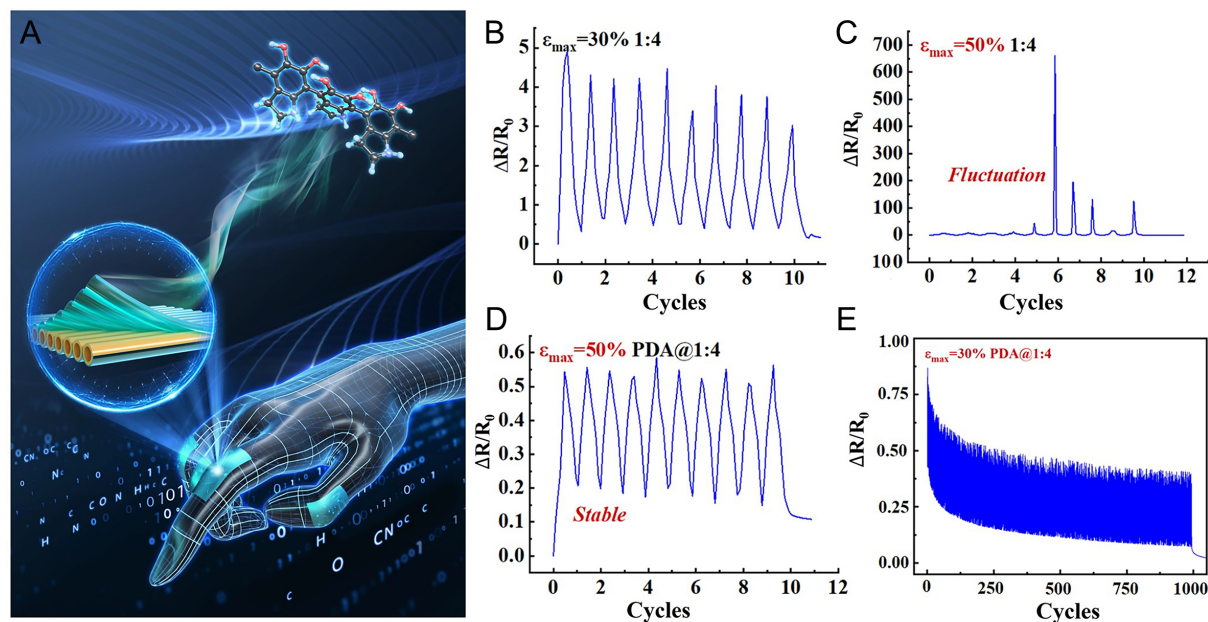 A
B
ε_max=30% 1:4
ΔR/R₀
5
4
3
2
1
0
0 2 4 6 8 10
Cycles
C
ε_max=50% 1:4
ΔR/R₀
700
600
500
400
300
200
100
0
100
Fluctuation
0 2 4 6 8 10 12
Cycles
D
ε_max=50% PDA@1:4
ΔR/R₀
0.6
0.5
0.4
0.3
0.2
0.1
0.0
Stable
0 2 4 6 8 10 12
Cycles
E
ε_max=30% PDA@1:4
ΔR/R₀
1.00
0.75
0.50
0.25
0.00
0 250 500 750 1000
Cycles